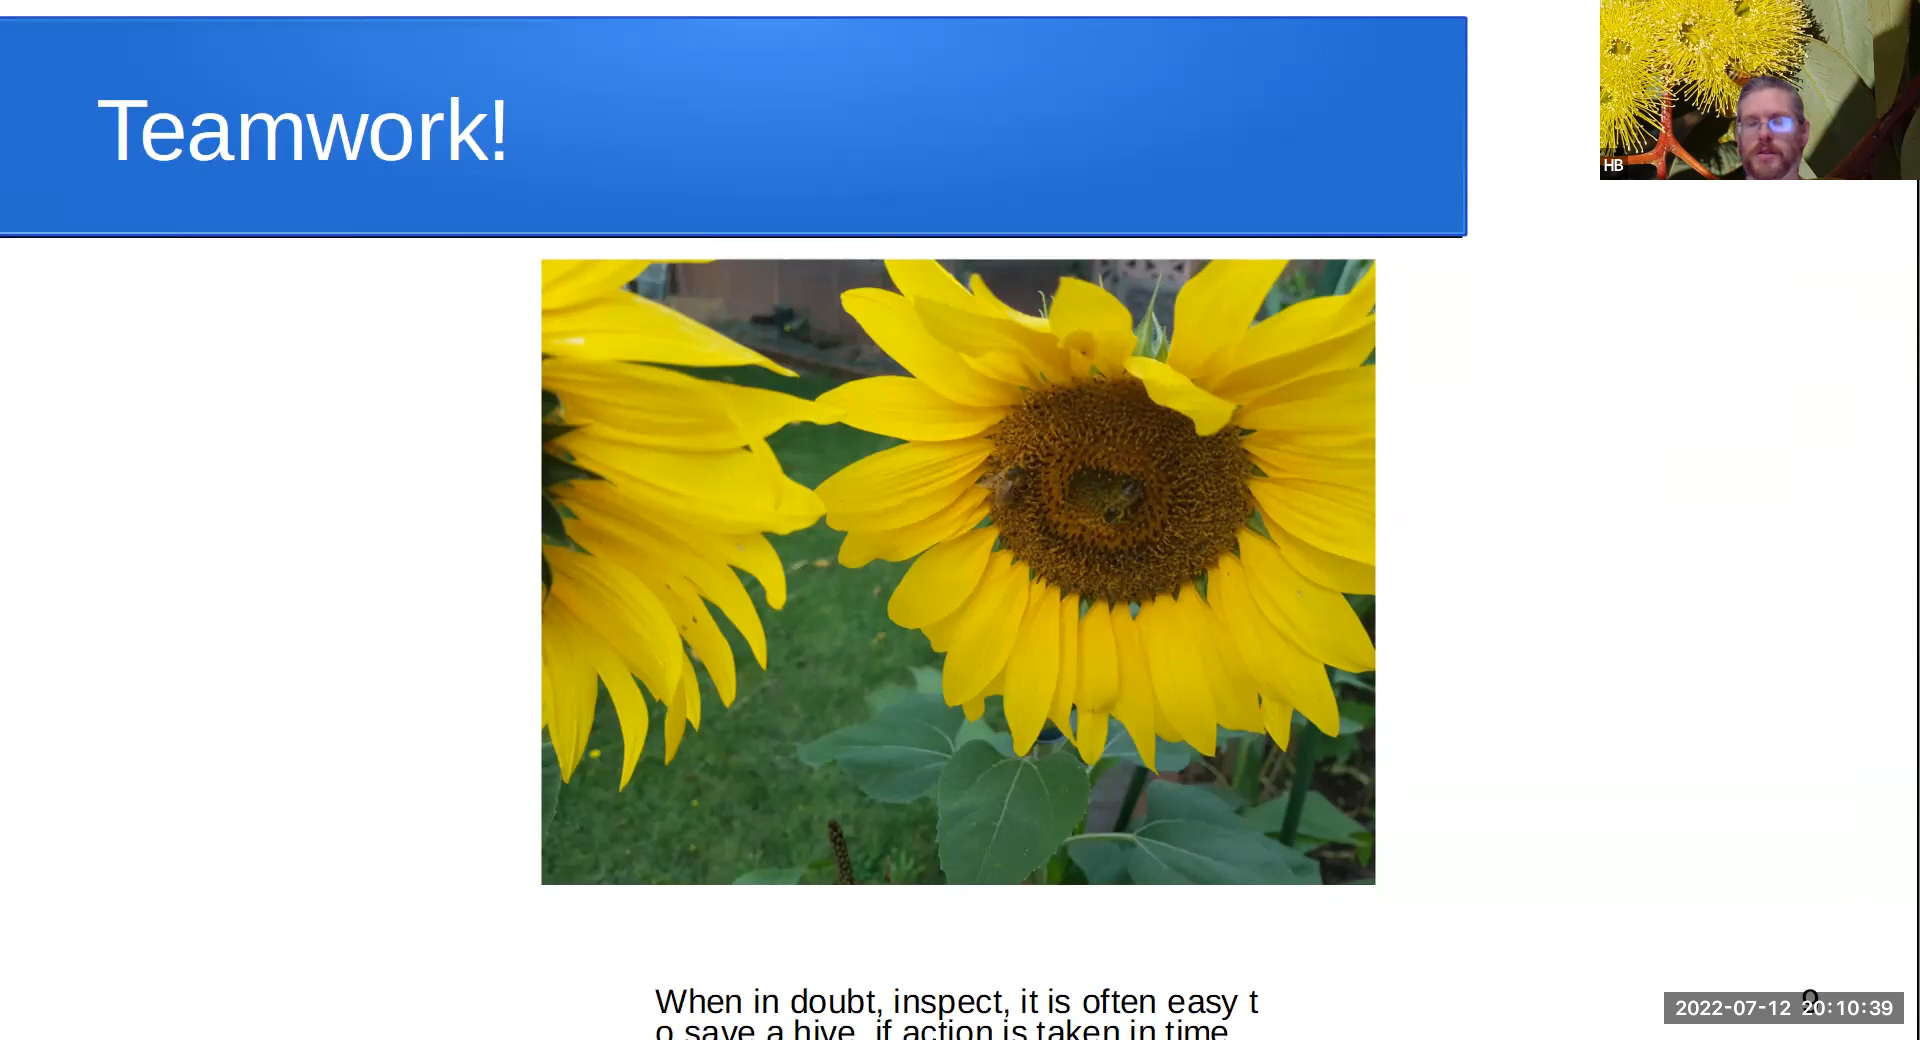 Teamwork!
HB
When in doubt, inspect, it is often easy t
o save a hive, if action is taken in time
2022-07-12 20:10:39